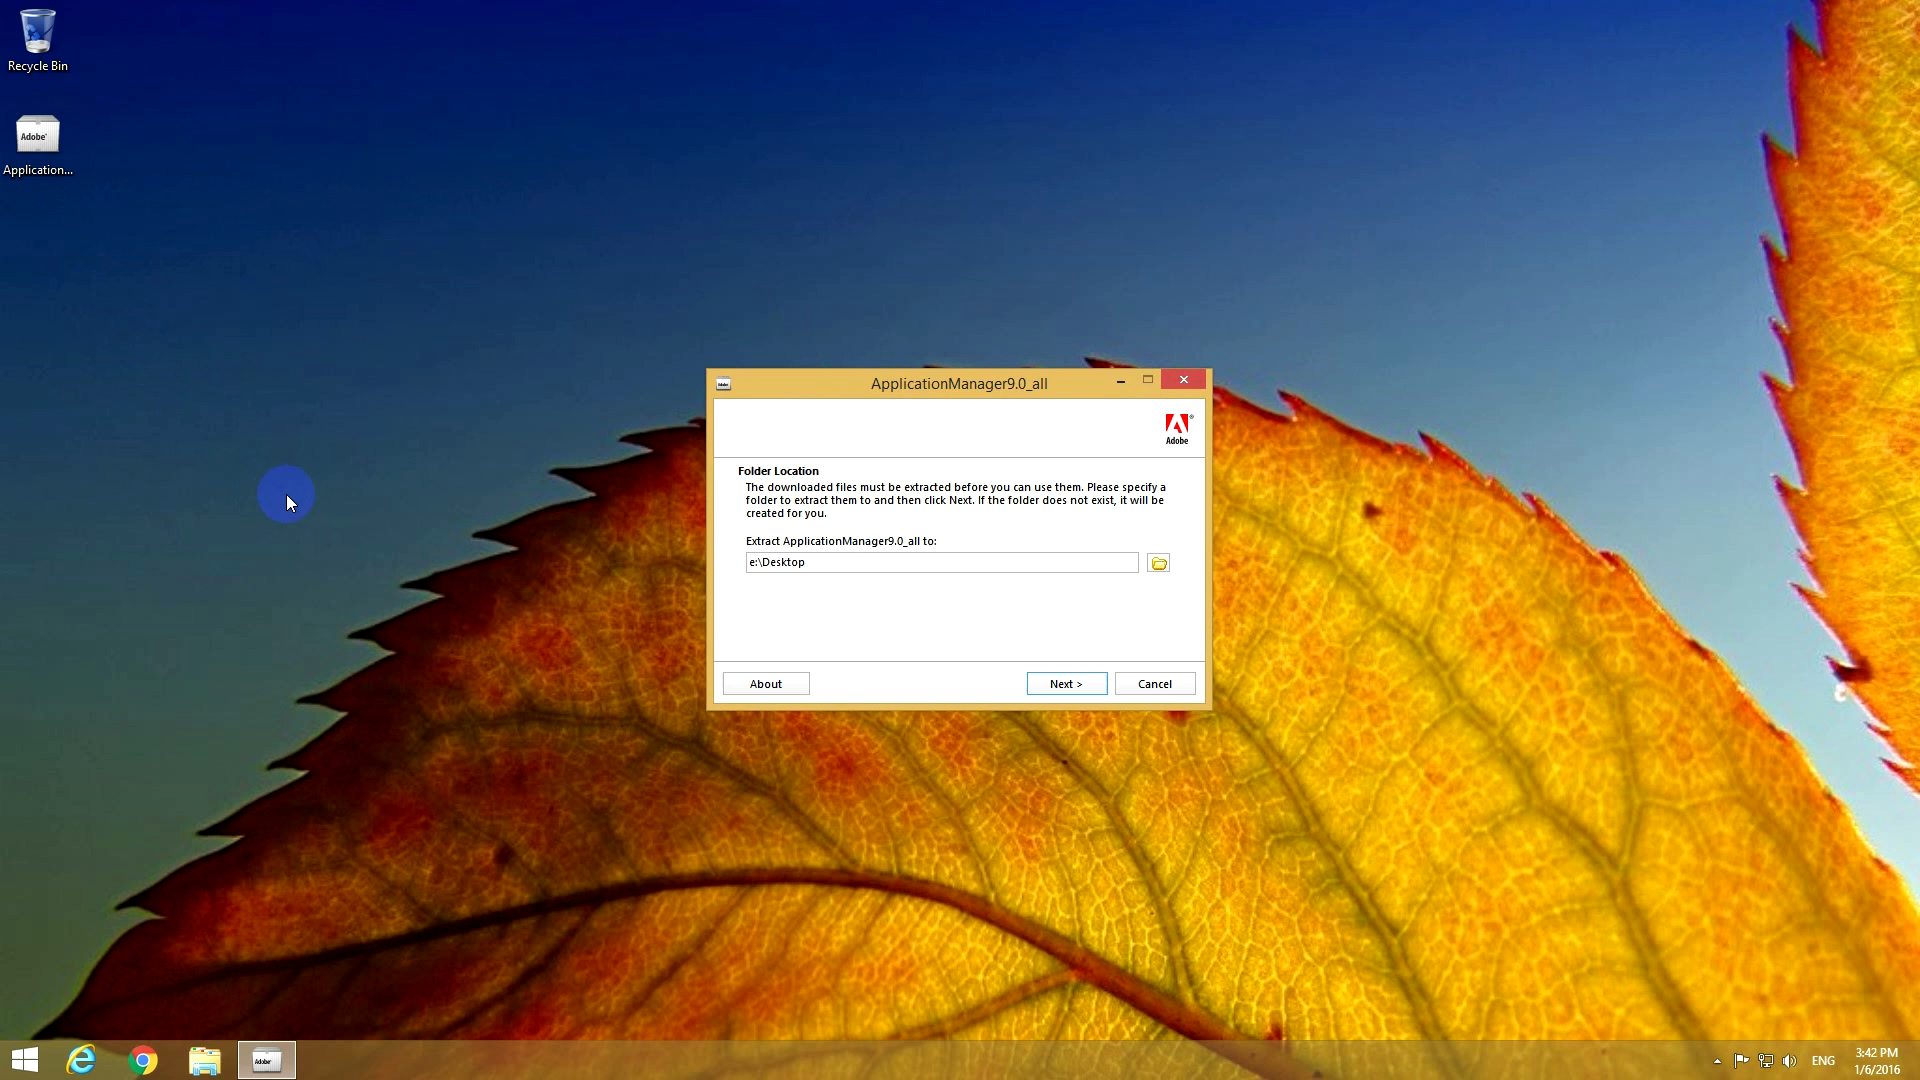 Recycle Bin
Adobe
Application...
ApplicationManager9.0_all
Adobe
Folder Location
The downloaded files must be extracted before you can use them. Please specify a
folder to extract them to and then click Next. If the folder does not exist, it will be
created for you.
Extract ApplicationManager9.0_all to:
e:\Desktop
About
Next >
Cancel
Adobe
ENG
3:42 PM
1/6/2016